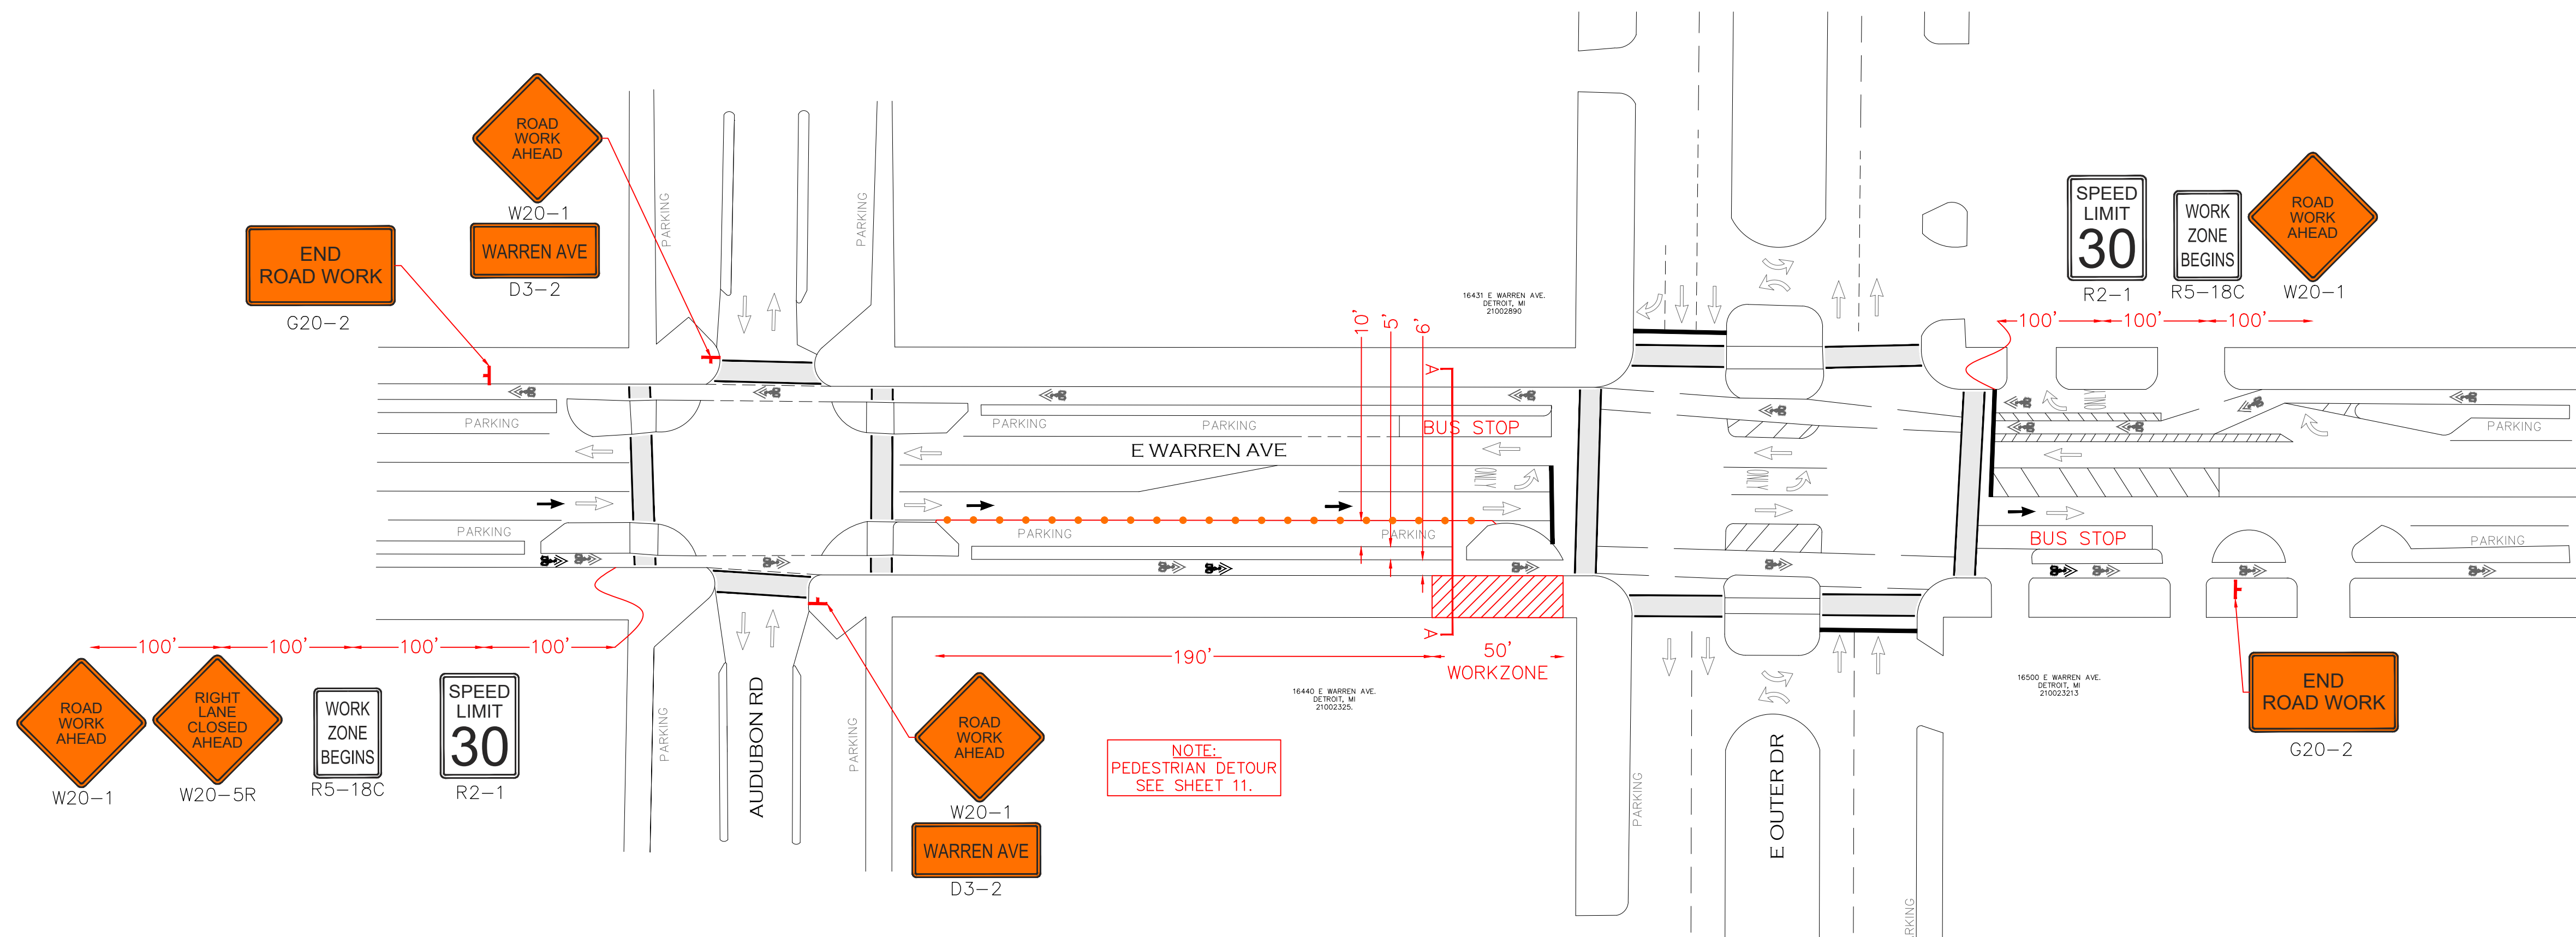 ROAD
WORK
AHEAD
W20-1
WARREN AVE
D3-2
END
ROAD WORK
G20-2
PARKING
PARKING
16431 E WARREN AVE.
DETROIT, MI
21002890
SPEED
LIMIT
30
R2-1
WORK
ZONE
BEGINS
R5-18C
ROAD
WORK
AHEAD
W20-1
100'
100'
100'
10'
5'
6'
A
PARKING
PARKING
PARKING
BUS STOP
E WARREN AVE
ONLY
ONLY
ONLY
PARKING
PARKING
PARKING
PARKING
BUS STOP
PARKING
A
100'
100'
100'
100'
190'
50'
WORKZONE
ROAD
WORK
AHEAD
W20-1
RIGHT
LANE
CLOSED
AHEAD
W20-5R
WORK
ZONE
BEGINS
R5-18C
SPEED
LIMIT
30
R2-1
PARKING
AUDUBON RD
PARKING
ROAD
WORK
AHEAD
W20-1
WARREN AVE
D3-2
16440 E WARREN AVE.
DETROIT, MI
21002325.
NOTE:
PEDESTRIAN DETOUR
SEE SHEET 11.
PARKING
E OUTER DR
RKING
16500 E WARREN AVE.
DETROIT, MI
210023213
END
ROAD WORK
G20-2